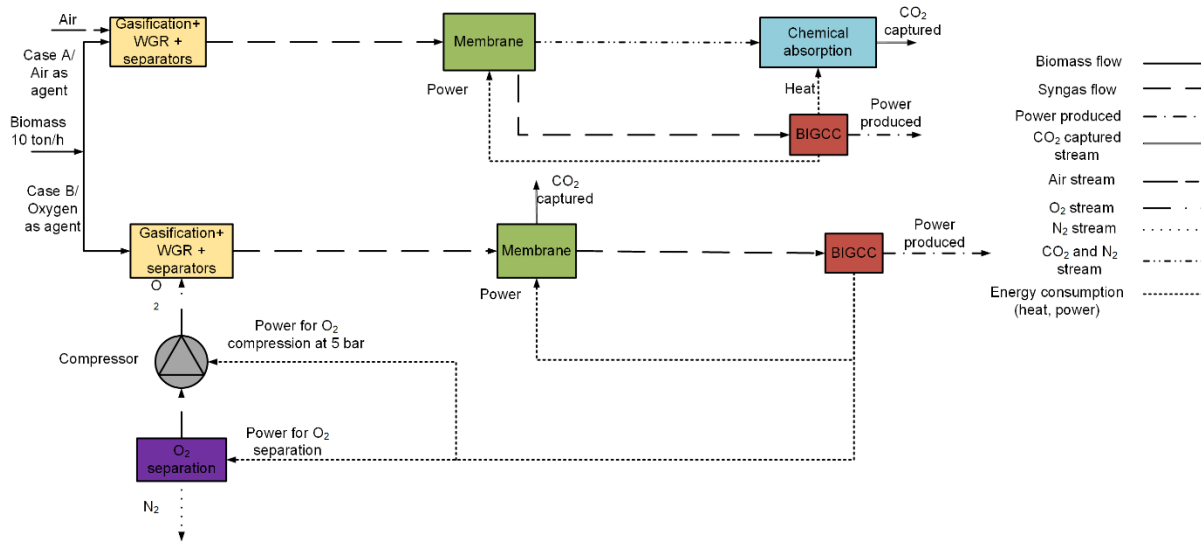 Air
Gasification+
WGR +
separators
Case A/
Air as
agent
Biomass
10 ton/h
Case B/
Oxygen
as agent
Membrane
Power
Chemical
absorption
CO2
captured
Heat
BIGCC
Power
produced
Gasification+
WGR +
separators
O
2
CO2
captured
Membrane
Power
BIGCC
Power
produced
Compressor
Power for O2
compression at 5 bar
O2
separation
Power for O2
separation
N2
Biomass flow
Syngas flow
Power produced
CO2 captured
stream
Air stream
O2 stream
N2 stream
CO2 and N2
stream
Energy consumption
(heat, power)